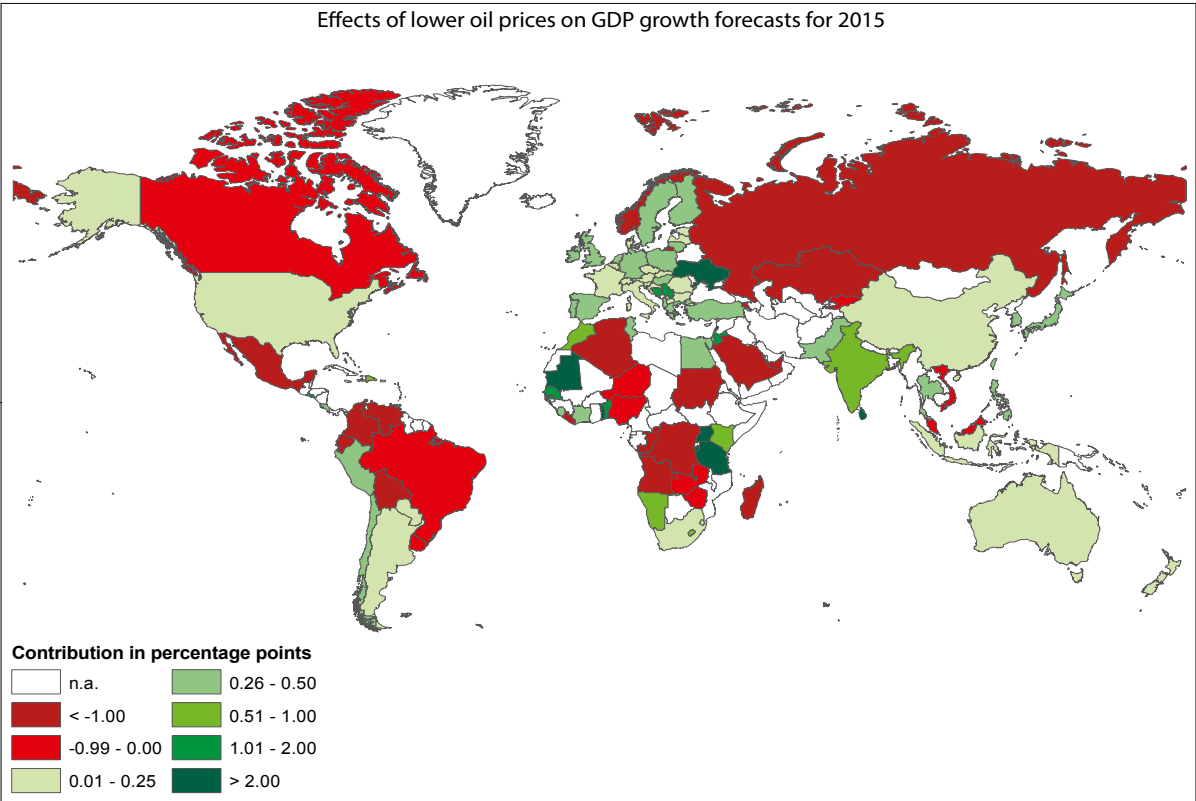 Effects of lower oil prices on GDP growth forecasts for 2015
Contribution in percentage points
n.a.
< -1.00
-0.99 - 0.00
0.01 - 0.25
0.26 - 0.50
0.51 - 1.00
1.01 - 2.00
> 2.00